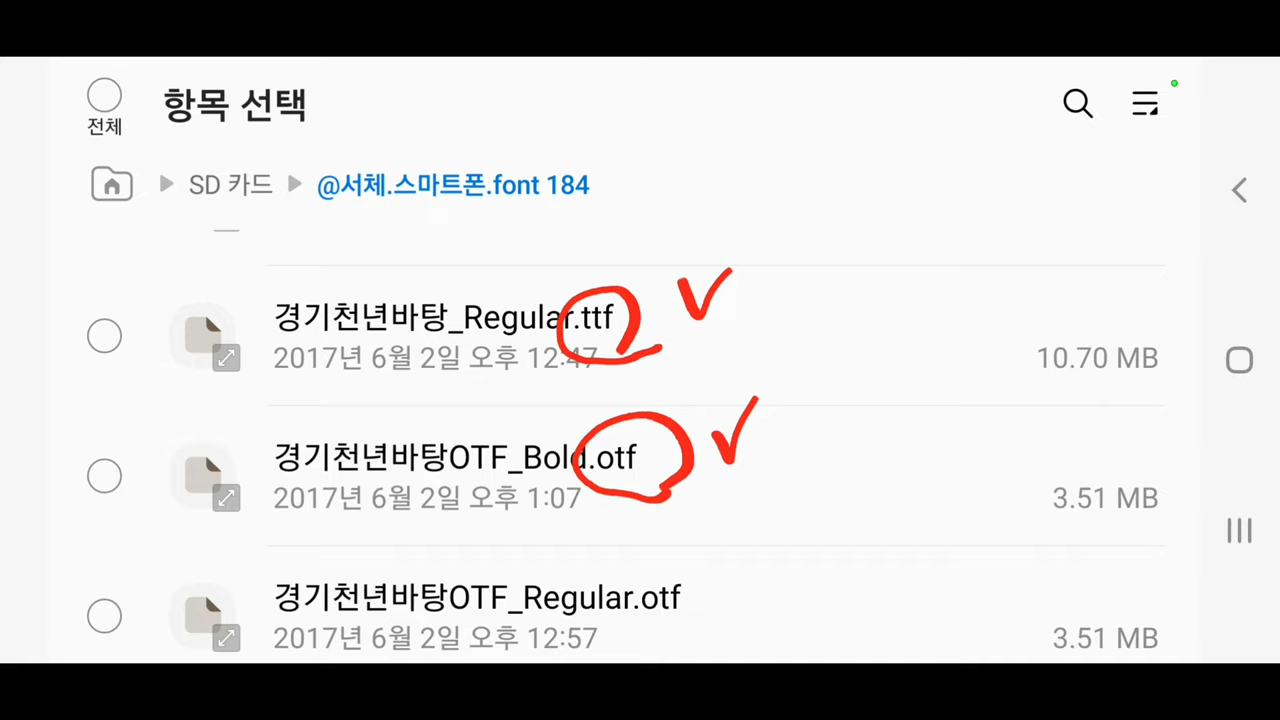 항목 선택
전체
SD 카드
@서체.스마트폰.font 184
경기천년바탕_Regular.ttf
2017년 6월 2일 오후 12:47
10.70 MB
경기천년바탕OTF_Bold.otf
2017년 6월 2일 오후 1:07
3.51 MB
경기천년바탕OTF_Regular.otf
2017년 6월 2일 오후 12:57
3.51 MB